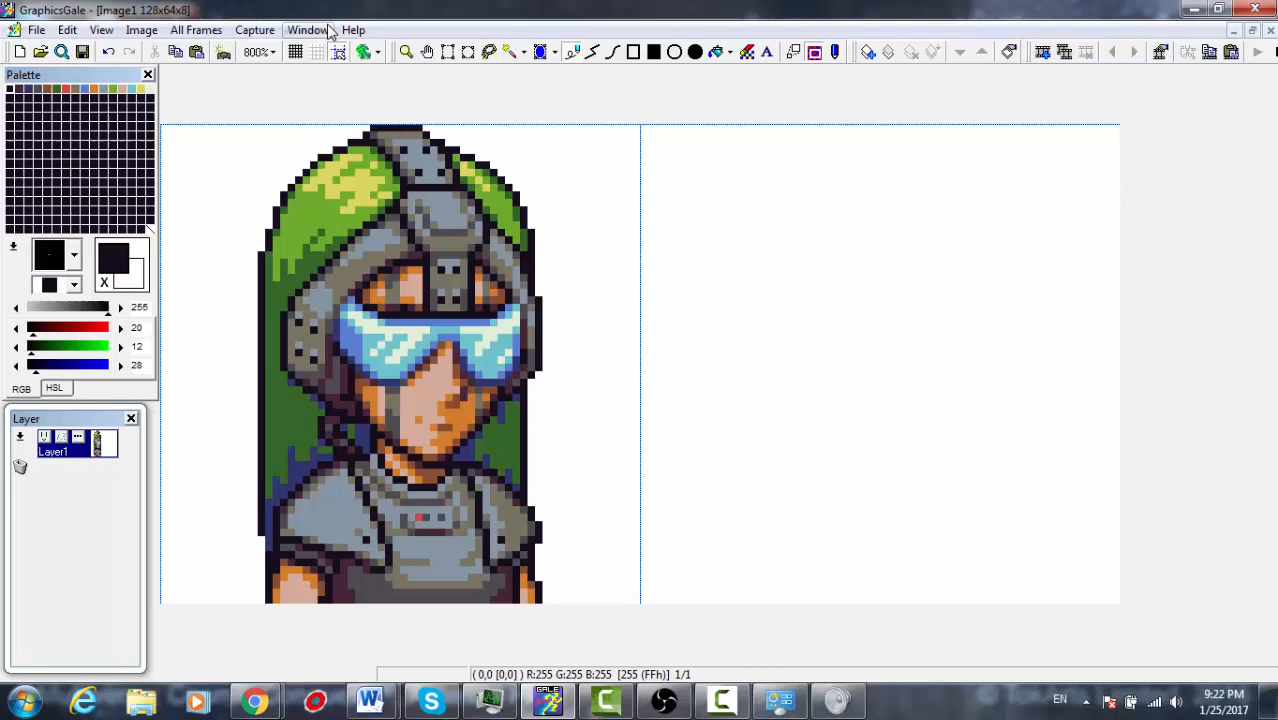 GraphicsGale - [Image1 128x64x8]
File Edit View Image All Frames Capture Window Help
800%
A
Palette
X
255
20
12
28
RGB HSL
Layer
Layer1
( 0,0 [0,0] ) R:255 G:255 B:255 [255 (FFh) ] 1/1
GALE
EN
9:22 PM
1/25/2017